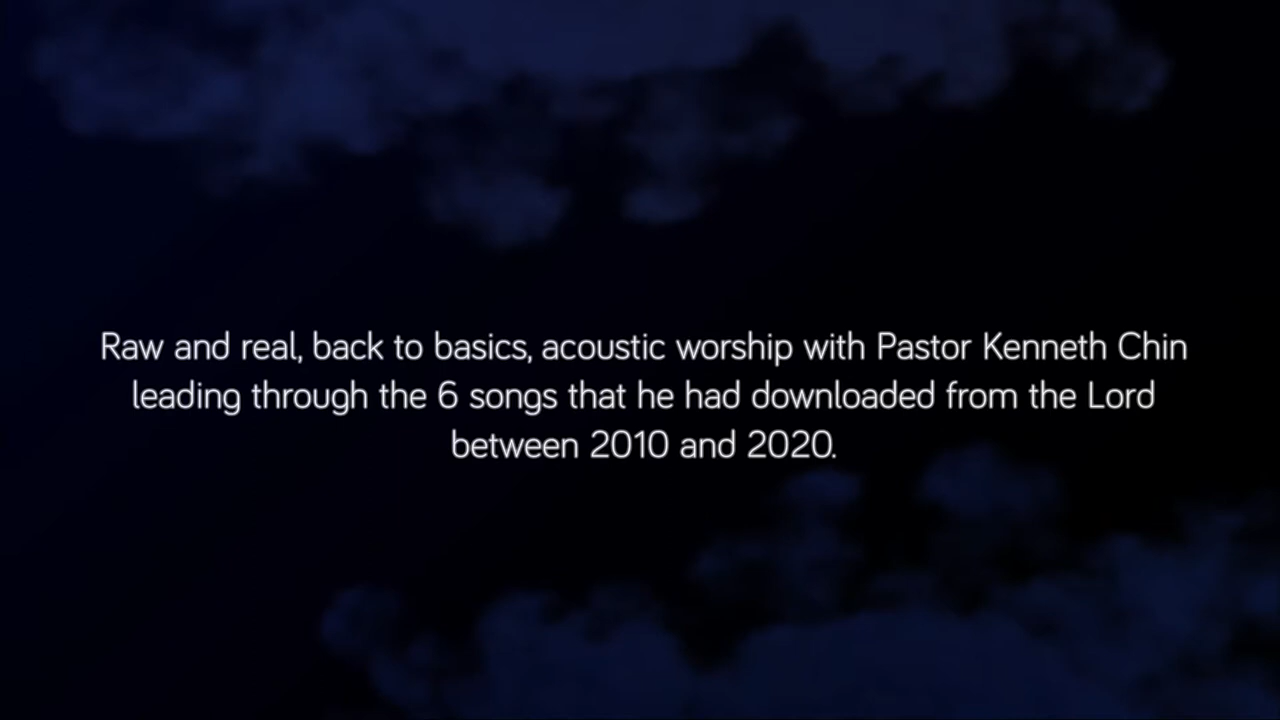 Raw and real, back to basics, acoustic worship with Pastor Kenneth Chin
leading through the 6 songs that he had downloaded from the Lord
between 2010 and 2020.